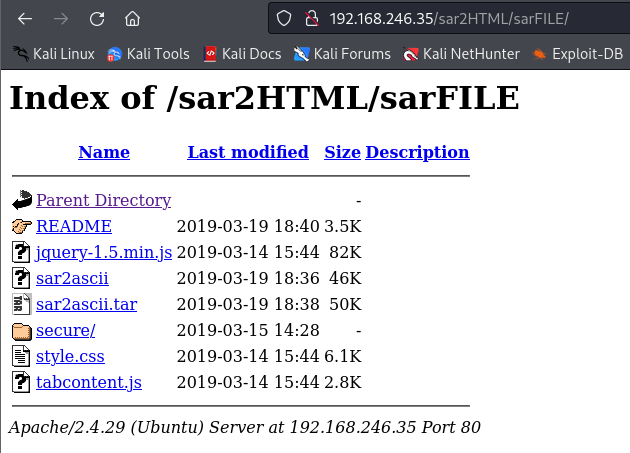 192.168.246.35/sar2HTML/sarFILE/
Kali Linux Kali Tools Kali Docs Kali Forums Kali NetHunter Exploit-DB
Index of /sar2HTML/sarFILE
Name Last modified Size Description
Parent Directory -
README 2019-03-19 18:40 3.5K
jquery-1.5.min.js 2019-03-14 15:44 82K
sar2ascii 2019-03-19 18:36 46K
sar2ascii.tar 2019-03-19 18:38 50K
secure/ 2019-03-15 14:28 -
style.css 2019-03-14 15:44 6.1K
tabcontent.js 2019-03-14 15:44 2.8K
Apache/2.4.29 (Ubuntu) Server at 192.168.246.35 Port 80